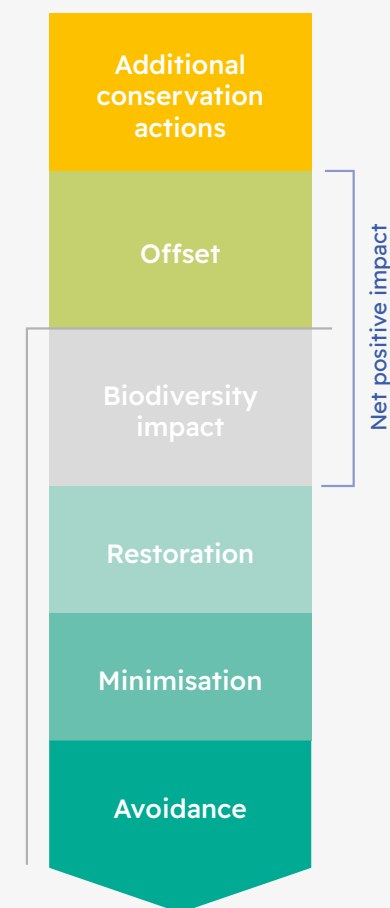 Additional
conservation
actions
Offset
Net positive impact
Biodiversity
impact
Restoration
Minimisation
Avoidance